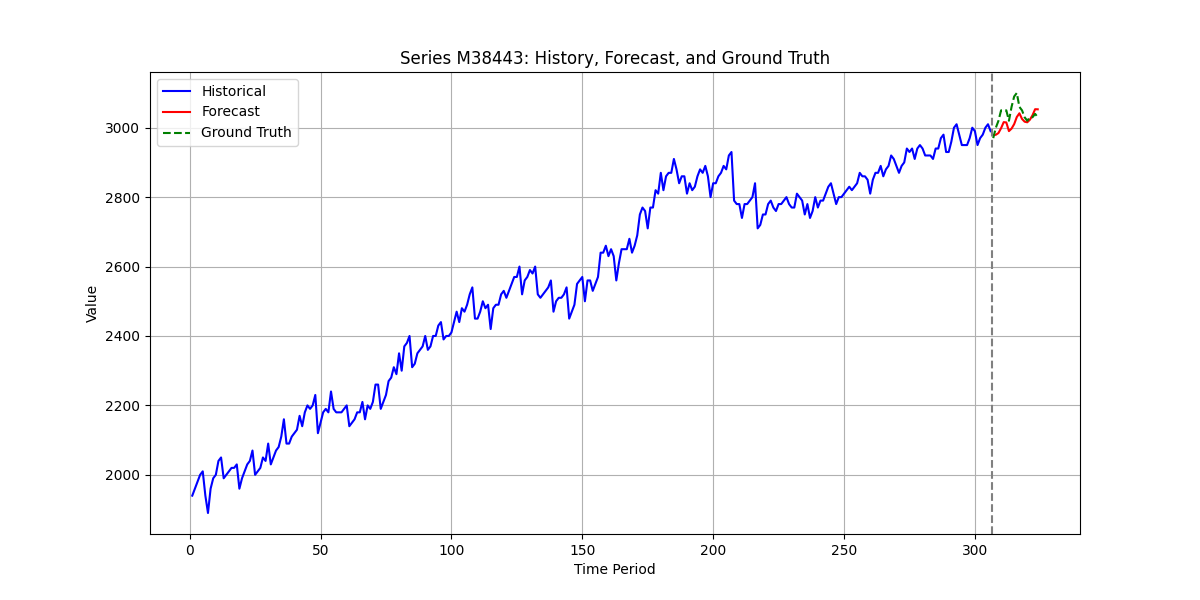 Series M38443: History, Forecast, and Ground Truth
Historical
Forecast
Ground Truth
Value
3000
2800
2600
2400
2200
2000
0 50 100 150 200 250 300
Time Period